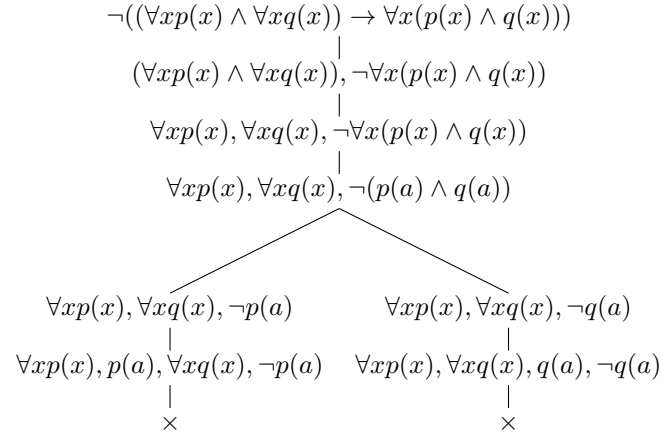 ¬((∀xp(x) ∧ ∀xq(x)) → ∀x(p(x) ∧ q(x)))
(∀xp(x) ∧ ∀xq(x)), ¬∀x(p(x) ∧ q(x))
∀xp(x), ∀xq(x), ¬∀x(p(x) ∧ q(x))
∀xp(x), ∀xq(x), ¬(p(a) ∧ q(a))
∀xp(x), ∀xq(x), ¬p(a)
∀xp(x), ∀xq(x), ¬q(a)
∀xp(x), p(a), ∀xq(x), ¬p(a)
∀xp(x), ∀xq(x), q(a), ¬q(a)
×
×